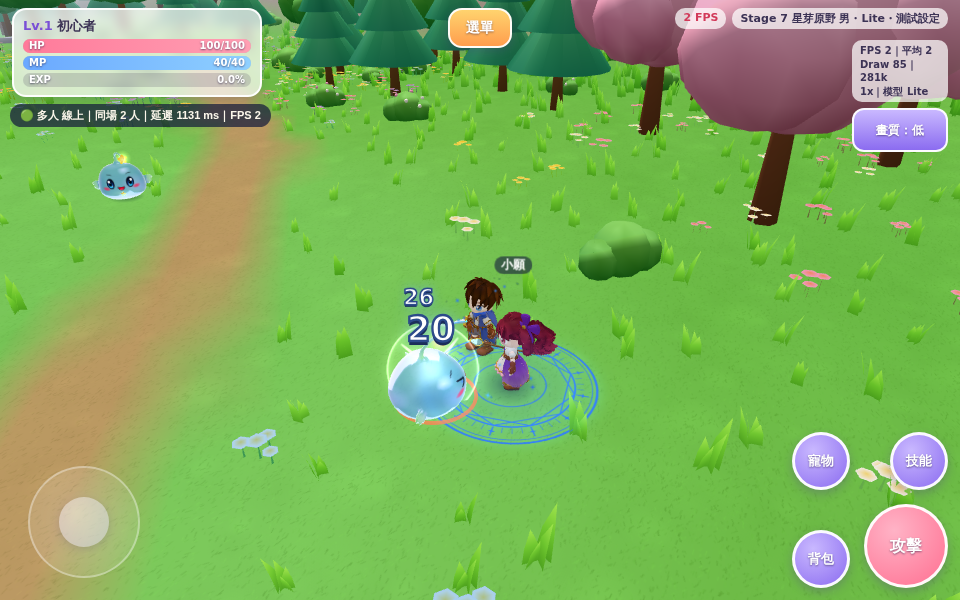 Lv.1 初心者
HP 100/100
MP 40/40
EXP 0.0%
🟢 多人 線上｜同場 2 人｜延遲 1131 ms｜FPS 2
選單
2 FPS
Stage 7 星芽原野 男・Lite・測試設定
FPS 2｜平均 2
Draw 85｜
281k
1x｜模型 Lite
畫質：低
小願
26
20
寵物
技能
背包
攻擊